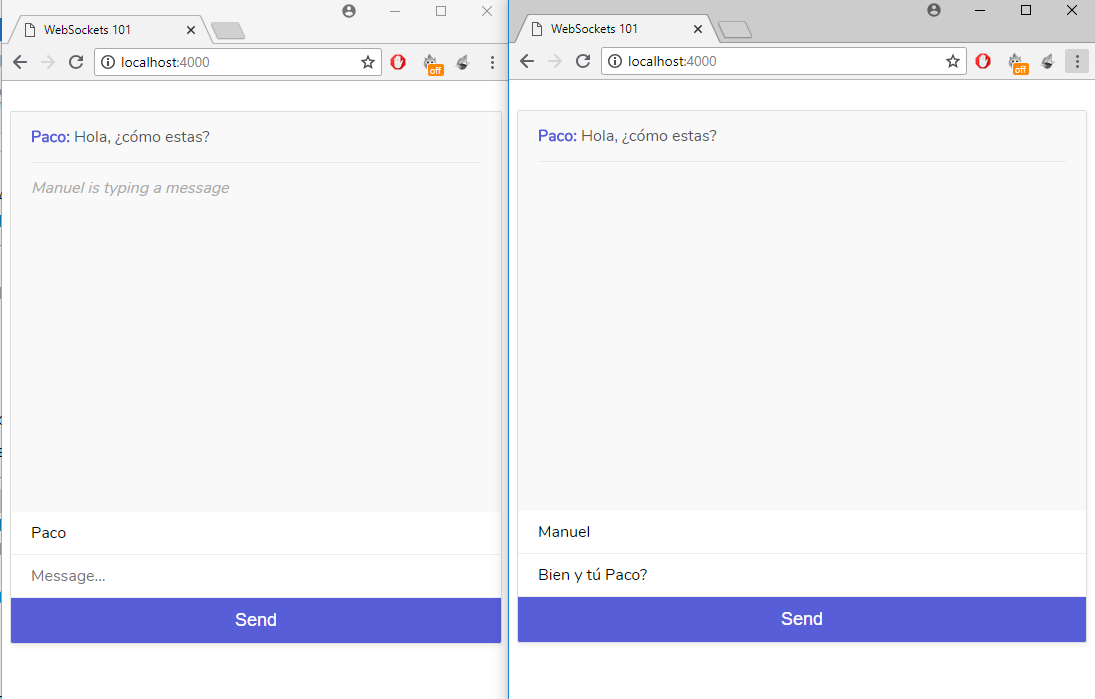 WebSockets 101
localhost:4000
off
Paco: Hola, ¿cómo estas?
Manuel is typing a message
Paco
Message...
Send
WebSockets 101
localhost:4000
off
Paco: Hola, ¿cómo estas?
Manuel
Bien y tú Paco?
Send